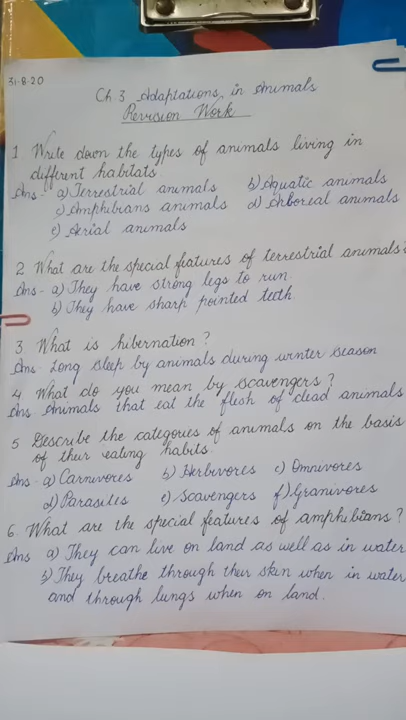 31-8-20
Ch. 3 Adaptations in Animals
Revision Work
1 Write down the types of animals living in
different habitats.
Ans - a) Terrestrial animals b) Aquatic animals
c) Amphibians animals d) Arboreal animals
e) Aerial animals
2. What are the special features of terrestrial animals?
Ans - a) They have strong legs to run
b) They have sharp pointed teeth
3. What is hibernation?
Ans - Long sleep by animals during winter season
4. What do you mean by scavengers?
Ans Animals that eat the flesh of dead animals
5 Describe the categories of animals on the basis
of their eating habits.
Ans - a) Carnivores b) Herbivores c) Omnivores
d) Parasites e) Scavengers f) Granivores
6. What are the special features of amphibians?
Ans a) They can live on land as well as in water
b) They breathe through their skin when in water
and through lungs when on land.